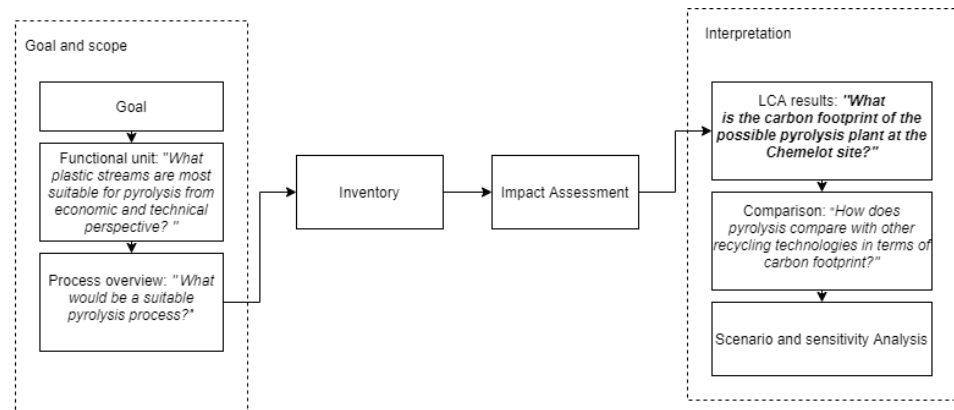 Goal and scope
Goal
Functional unit: "What
plastic streams are most
suitable for pyrolysis from
economic and technical
perspective? "
Process overview: "What
would be a suitable
pyrolysis process?"
Inventory
Impact Assessment
Interpretation
LCA results: "What
is the carbon footprint of the
possible pyrolysis plant at the
Chemelot site?"
Comparison: "How does
pyrolysis compare with other
recycling technologies in terms of
carbon footprint?"
Scenario and sensitivity Analysis